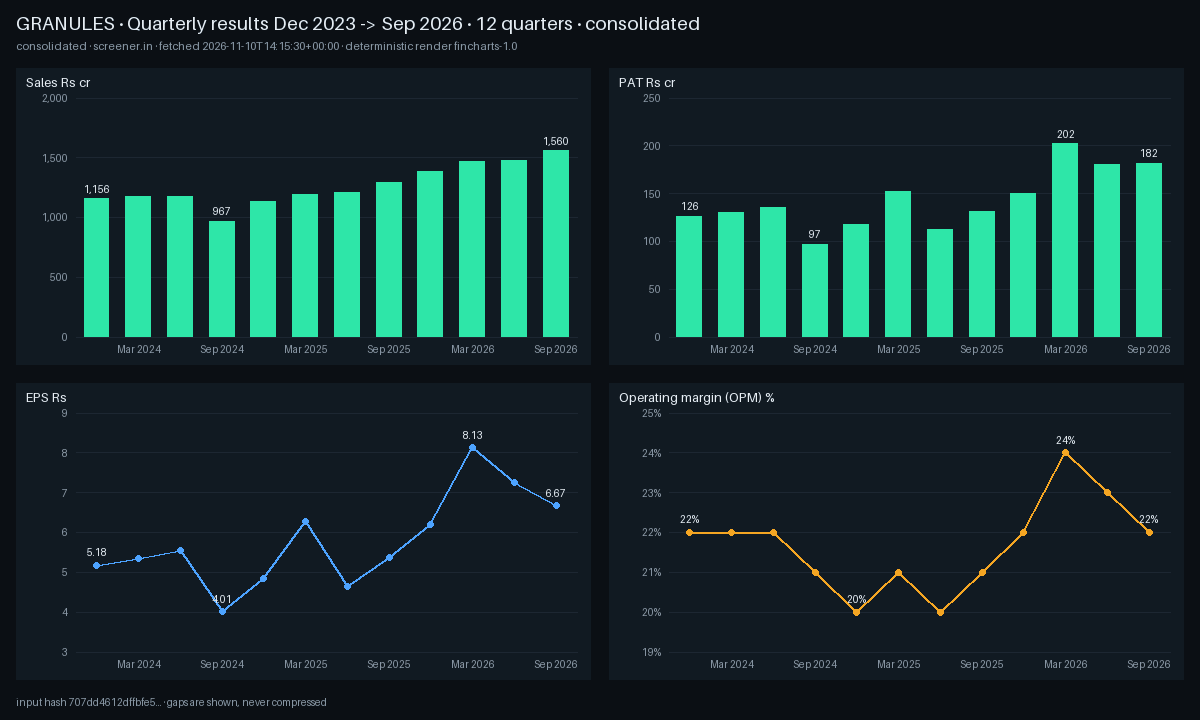 GRANULES · Quarterly results Dec 2023 -> Sep 2026 · 12 quarters · consolidated
consolidated · screener.in · fetched 2026-11-10T14:15:30+00:00 · deterministic render fincharts-1.0
Sales Rs cr
2,000
1,500
1,000
500
0
1,156
967
1,560
Mar 2024
Sep 2024
Mar 2025
Sep 2025
Mar 2026
Sep 2026
PAT Rs cr
250
200
150
100
50
0
126
97
202
182
Mar 2024
Sep 2024
Mar 2025
Sep 2025
Mar 2026
Sep 2026
EPS Rs
9
8
7
6
5
4
3
5.18
4.01
8.13
6.67
Mar 2024
Sep 2024
Mar 2025
Sep 2025
Mar 2026
Sep 2026
Operating margin (OPM) %
25%
24%
23%
22%
21%
20%
19%
22%
20%
24%
22%
Mar 2024
Sep 2024
Mar 2025
Sep 2025
Mar 2026
Sep 2026
input hash 707dd4612dffbfe5… · gaps are shown, never compressed